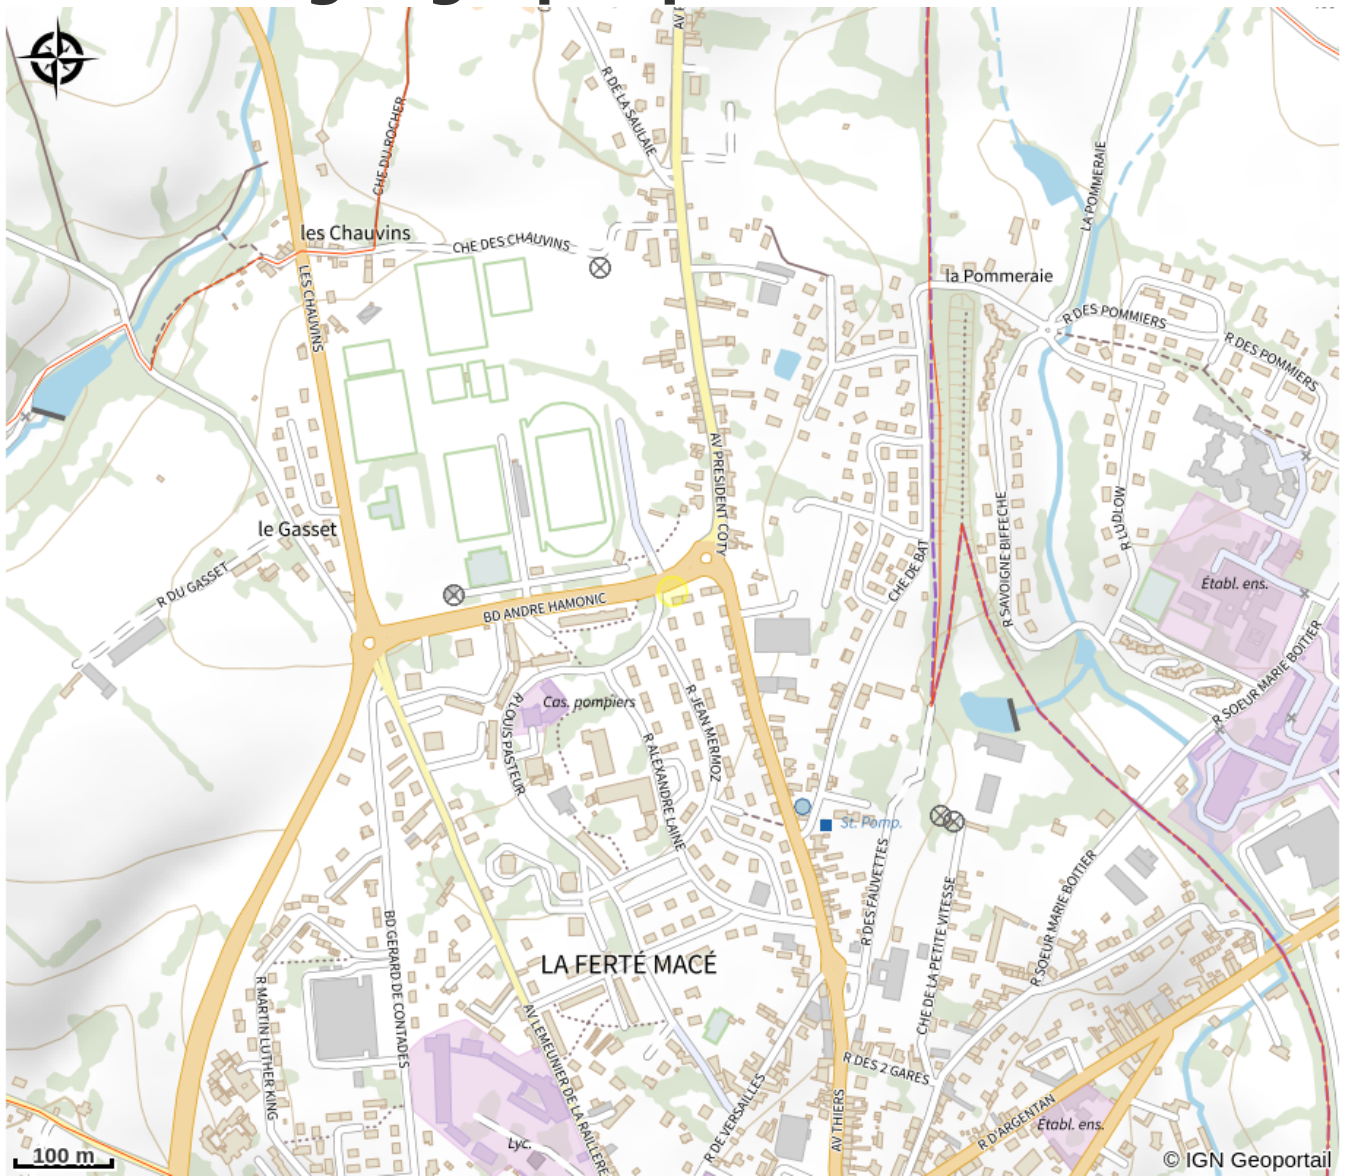 AV P
R DE LA SAULAIE
CHE DU ROCHER
LA POMMERAIE
les Chauvins
CHE DES CHAUVINS
LES CHAUVINS
la Pommeraie
R DES POMMIERS
R DES POMMIERS
AV PRESIDENT COTY
le Gasset
R DU GASSET
BD ANDRE HAMONIC
CHE DE BAT
R SAVOIGNE BIFFECHE
R LUDLOW
Établ. ens.
R SOEUR MARIE BOITIER
Cas. pompiers
R LOUIS PASTEUR
R JEAN MERMOZ
R ALEXANDRE LAINE
St. Pomp.
R DES FAUVETTES
CHE DE LA PETITE VITESSE
R SOEUR MARIE BOITIER
LA FERTÉ MACÉ
BD GERARD DE CONTADES
R MARTIN LUTHER KING
AV LEMEUNIER DE LA RAILLERE
R DES 2 GARES
R DE VERSAILLES
AV THIERS
R D'ARGENTAN
Établ. ens.
Lyc.
100 m
© IGN Geoportail